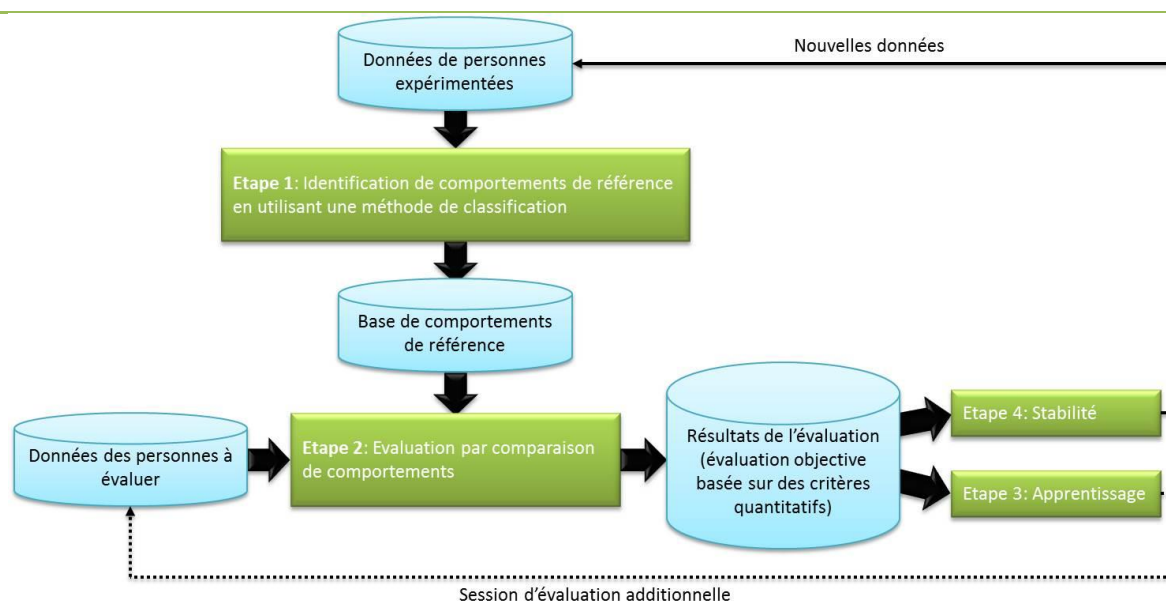 Nouvelles données
Données de personnes
expérimentées
Etape 1: Identification de comportements de référence
en utilisant une méthode de classification
Base de comportements
de référence
Données des personnes à
évaluer
Etape 2: Evaluation par comparaison
de comportements
Résultats de l'évaluation
(évaluation objective
basée sur des critères
quantitatifs)
Etape 4: Stabilité
Etape 3: Apprentissage
Session d'évaluation additionnelle